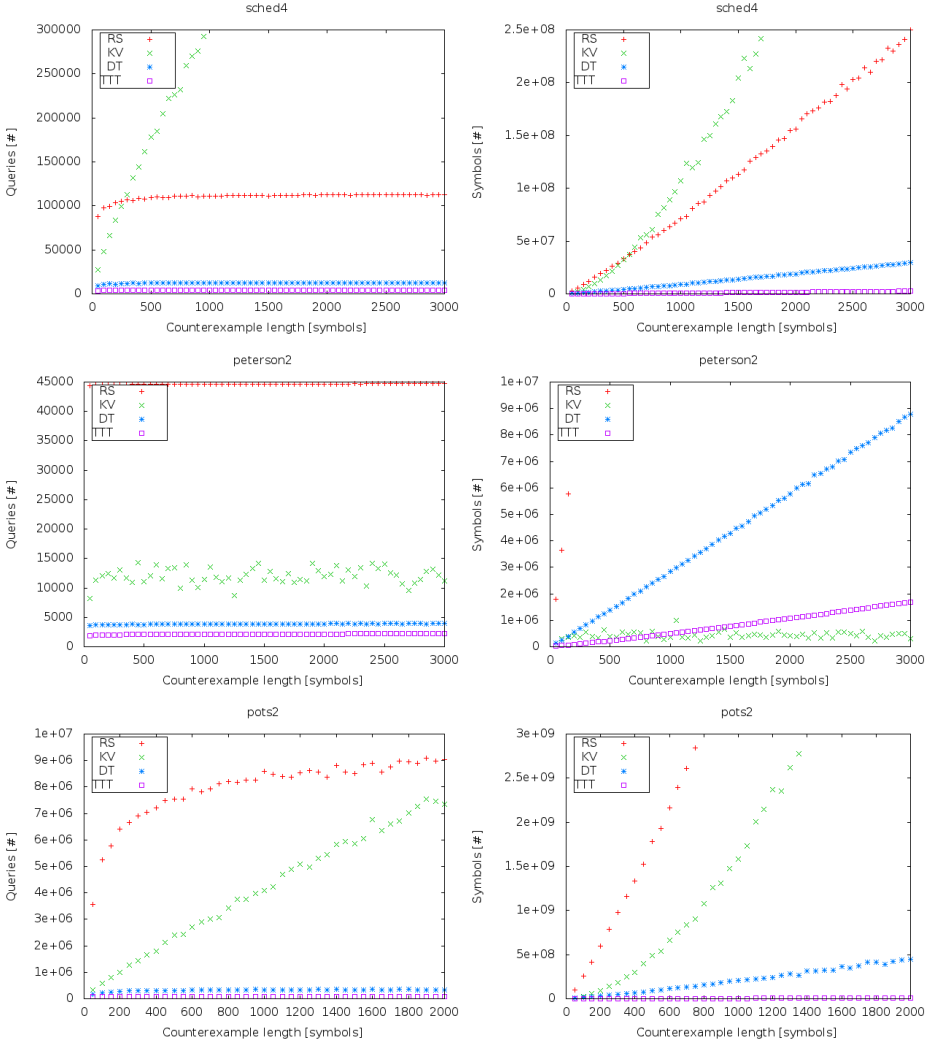 sched4
Queries [#]
300000
250000
200000
150000
100000
50000
0
RS
KV
DT
TTT
0 500 1000 1500 2000 2500 3000
Counterexample length [symbols]
sched4
Symbols [#]
2.5e+08
2e+08
1.5e+08
1e+08
5e+07
0
RS
KV
DT
TTT
0 500 1000 1500 2000 2500 3000
Counterexample length [symbols]
peterson2
Queries [#]
45000
40000
35000
30000
25000
20000
15000
10000
5000
0
RS
KV
DT
TTT
0 500 1000 1500 2000 2500 3000
Counterexample length [symbols]
peterson2
Symbols [#]
1e+07
9e+06
8e+06
7e+06
6e+06
5e+06
4e+06
3e+06
2e+06
1e+06
0
RS
KV
DT
TTT
0 500 1000 1500 2000 2500 3000
Counterexample length [symbols]
pots2
Queries [#]
1e+07
9e+06
8e+06
7e+06
6e+06
5e+06
4e+06
3e+06
2e+06
1e+06
0
RS
KV
DT
TTT
0 200 400 600 800 1000 1200 1400 1600 1800 2000
Counterexample length [symbols]
pots2
Symbols [#]
3e+09
2.5e+09
2e+09
1.5e+09
1e+09
5e+08
0
RS
KV
DT
TTT
0 200 400 600 800 1000 1200 1400 1600 1800 2000
Counterexample length [symbols]